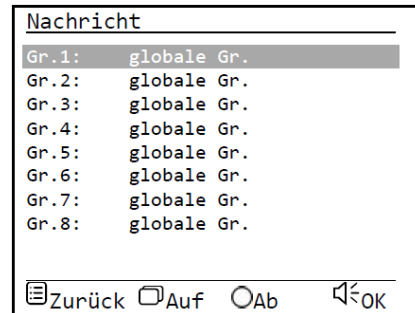 Nachricht
Gr.1: globale Gr.
Gr.2: globale Gr.
Gr.3: globale Gr.
Gr.4: globale Gr.
Gr.5: globale Gr.
Gr.6: globale Gr.
Gr.7: globale Gr.
Gr.8: globale Gr.
Zurück Auf Ab OK